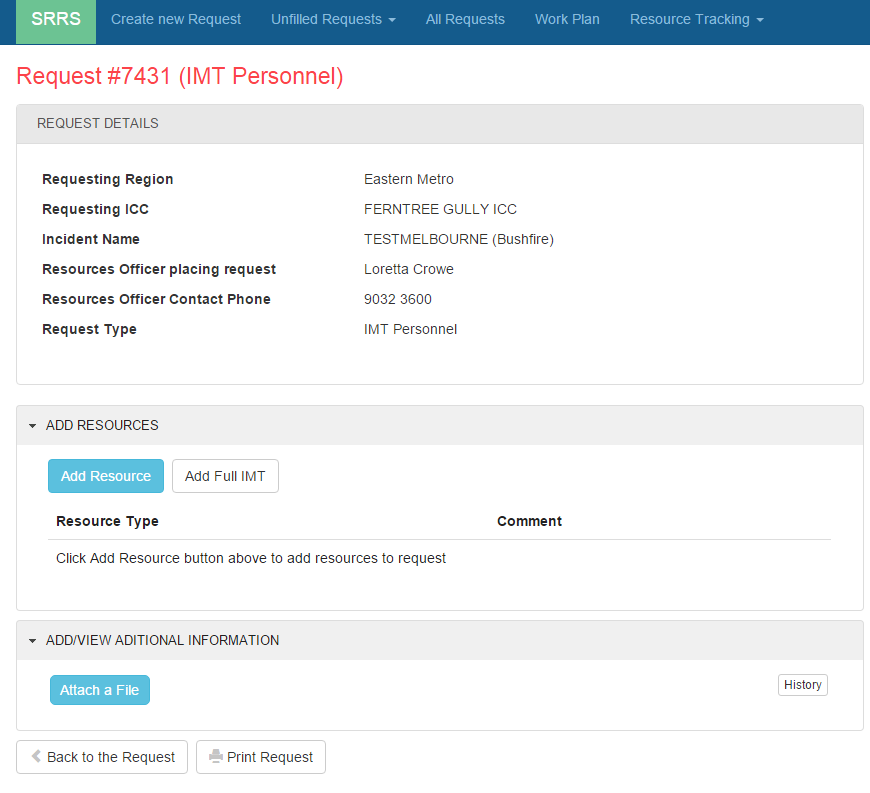 SRRS Create new Request Unfilled Requests All Requests Work Plan Resource Tracking
Request #7431 (IMT Personnel)
REQUEST DETAILS
Requesting Region Eastern Metro
Requesting ICC FERNTREE GULLY ICC
Incident Name TESTMELBOURNE (Bushfire)
Resources Officer placing request Loretta Crowe
Resources Officer Contact Phone 9032 3600
Request Type IMT Personnel
ADD RESOURCES
Add Resource Add Full IMT
Resource Type Comment
Click Add Resource button above to add resources to request
ADD/VIEW ADITIONAL INFORMATION
Attach a File History
Back to the Request Print Request